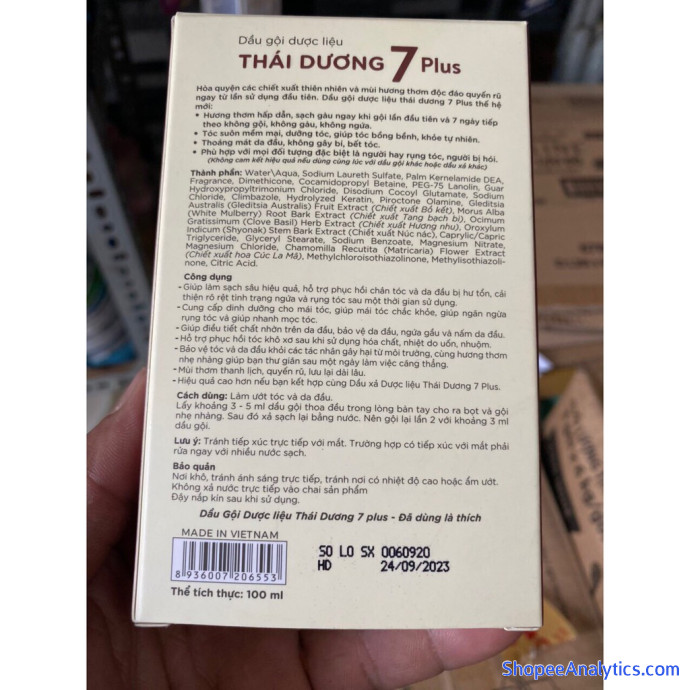 Dầu gội dược liệu
THÁI DƯƠNG 7 Plus
Hòa quyện các chiết xuất thiên nhiên và mùi hương thơm độc đáo quyến rũ
ngay từ lần sử dụng đầu tiên. Dầu gội dược liệu thái dương 7 Plus thế hệ
mới:
• Hương thơm hấp dẫn, sạch gàu ngay khi gội lần đầu tiên và 7 ngày tiếp
theo không gội, không gàu, không ngứa.
• Tóc suôn mềm mại, dưỡng tóc, giúp tóc bồng bềnh, khỏe tự nhiên.
• Thoáng mát da đầu, không gây bí, bết tóc.
• Phù hợp với mọi đối tượng đặc biệt là người hay rụng tóc, người bị hói.
(Không cam kết hiệu quả nếu dùng cùng lúc với dầu gội khác hoặc dầu xả khác)
Thành phần: Water\Aqua, Sodium Laureth Sulfate, Palm Kernelamide DEA,
Fragrance, Dimethicone, Cocamidopropyl Betaine, PEG-75 Lanolin, Guar
Hydroxypropyltrimonium Chloride, Disodium Cocoyl Glutamate, Sodium
Chloride, Climbazole, Hydrolyzed Keratin, Piroctone Olamine, Gleditsia
Australis (Gleditsia Australis) Fruit Extract (Chiết xuất Bồ kết), Morus Alba
(White Mulberry) Root Bark Extract (Chiết xuất Tang bạch bì), Ocimum
Gratissimum (Clove Basil) Herb Extract (Chiết xuất Hương nhu), Oroxylum
Indicum (Shyonak) Stem Bark Extract (Chiết xuất Núc nác), Caprylic/Capric
Triglyceride, Glyceryl Stearate, Sodium Benzoate, Magnesium Nitrate,
Magnesium Chloride, Chamomilla Recutita (Matricaria) Flower Extract
(Chiết xuất hoa Cúc La Mã), Methylchloroisothiazolinone, Methylisothiazoli-
none, Citric Acid.
Công dụng
- Giúp làm sạch sâu hiệu quả, hỗ trợ phục hồi chân tóc và da đầu bị hư tổn, cải
thiện rõ rệt tình trạng ngứa và rụng tóc sau một thời gian sử dụng.
- Cung cấp dinh dưỡng cho mái tóc, giúp mái tóc chắc khỏe, giúp ngăn ngừa
rụng tóc và giúp nhanh mọc tóc.
- Giúp điều tiết chất nhờn trên da đầu, bảo vệ da đầu, ngừa gầu và nấm da đầu.
- Hỗ trợ phục hồi tóc khô xơ sau khi sử dụng hóa chất, nhiệt do uốn, nhuộm.
- Bảo vệ tóc và da đầu khỏi các tác nhân gây hại từ môi trường, cùng hương thơm
nhẹ nhàng giúp bạn thư giãn sau một ngày làm việc căng thẳng.
- Mùi thơm thanh lịch, quyến rũ, lưu lại dài lâu.
- Hiệu quả cao hơn nếu bạn kết hợp cùng Dầu xả Dược liệu Thái Dương 7 Plus.
Cách dùng: Làm ướt tóc và da đầu.
Lấy khoảng 3 - 5 ml dầu gội thoa đều trong lòng bàn tay cho ra bọt và gội
nhẹ nhàng. Sau đó xả sạch lại bằng nước. Nên gội lại lần 2 với khoảng 3 ml
dầu gội.
Lưu ý: Tránh tiếp xúc trực tiếp với mắt. Trường hợp có tiếp xúc với mắt phải
rửa ngay với nhiều nước sạch.
Bảo quản
Nơi khô, tránh ánh sáng trực tiếp, tránh nơi có nhiệt độ cao hoặc ẩm ướt.
Không xả nước trực tiếp vào chai sản phẩm
Đậy nắp kín sau khi sử dụng.
Dầu Gội Dược liệu Thái Dương 7 plus - Đã dùng là thích
MADE IN VIETNAM
SO LO SX 0060920
HD 24/09/2023
8 936007 206553
Thể tích thực: 100 ml
ShopeeAnalytics.com